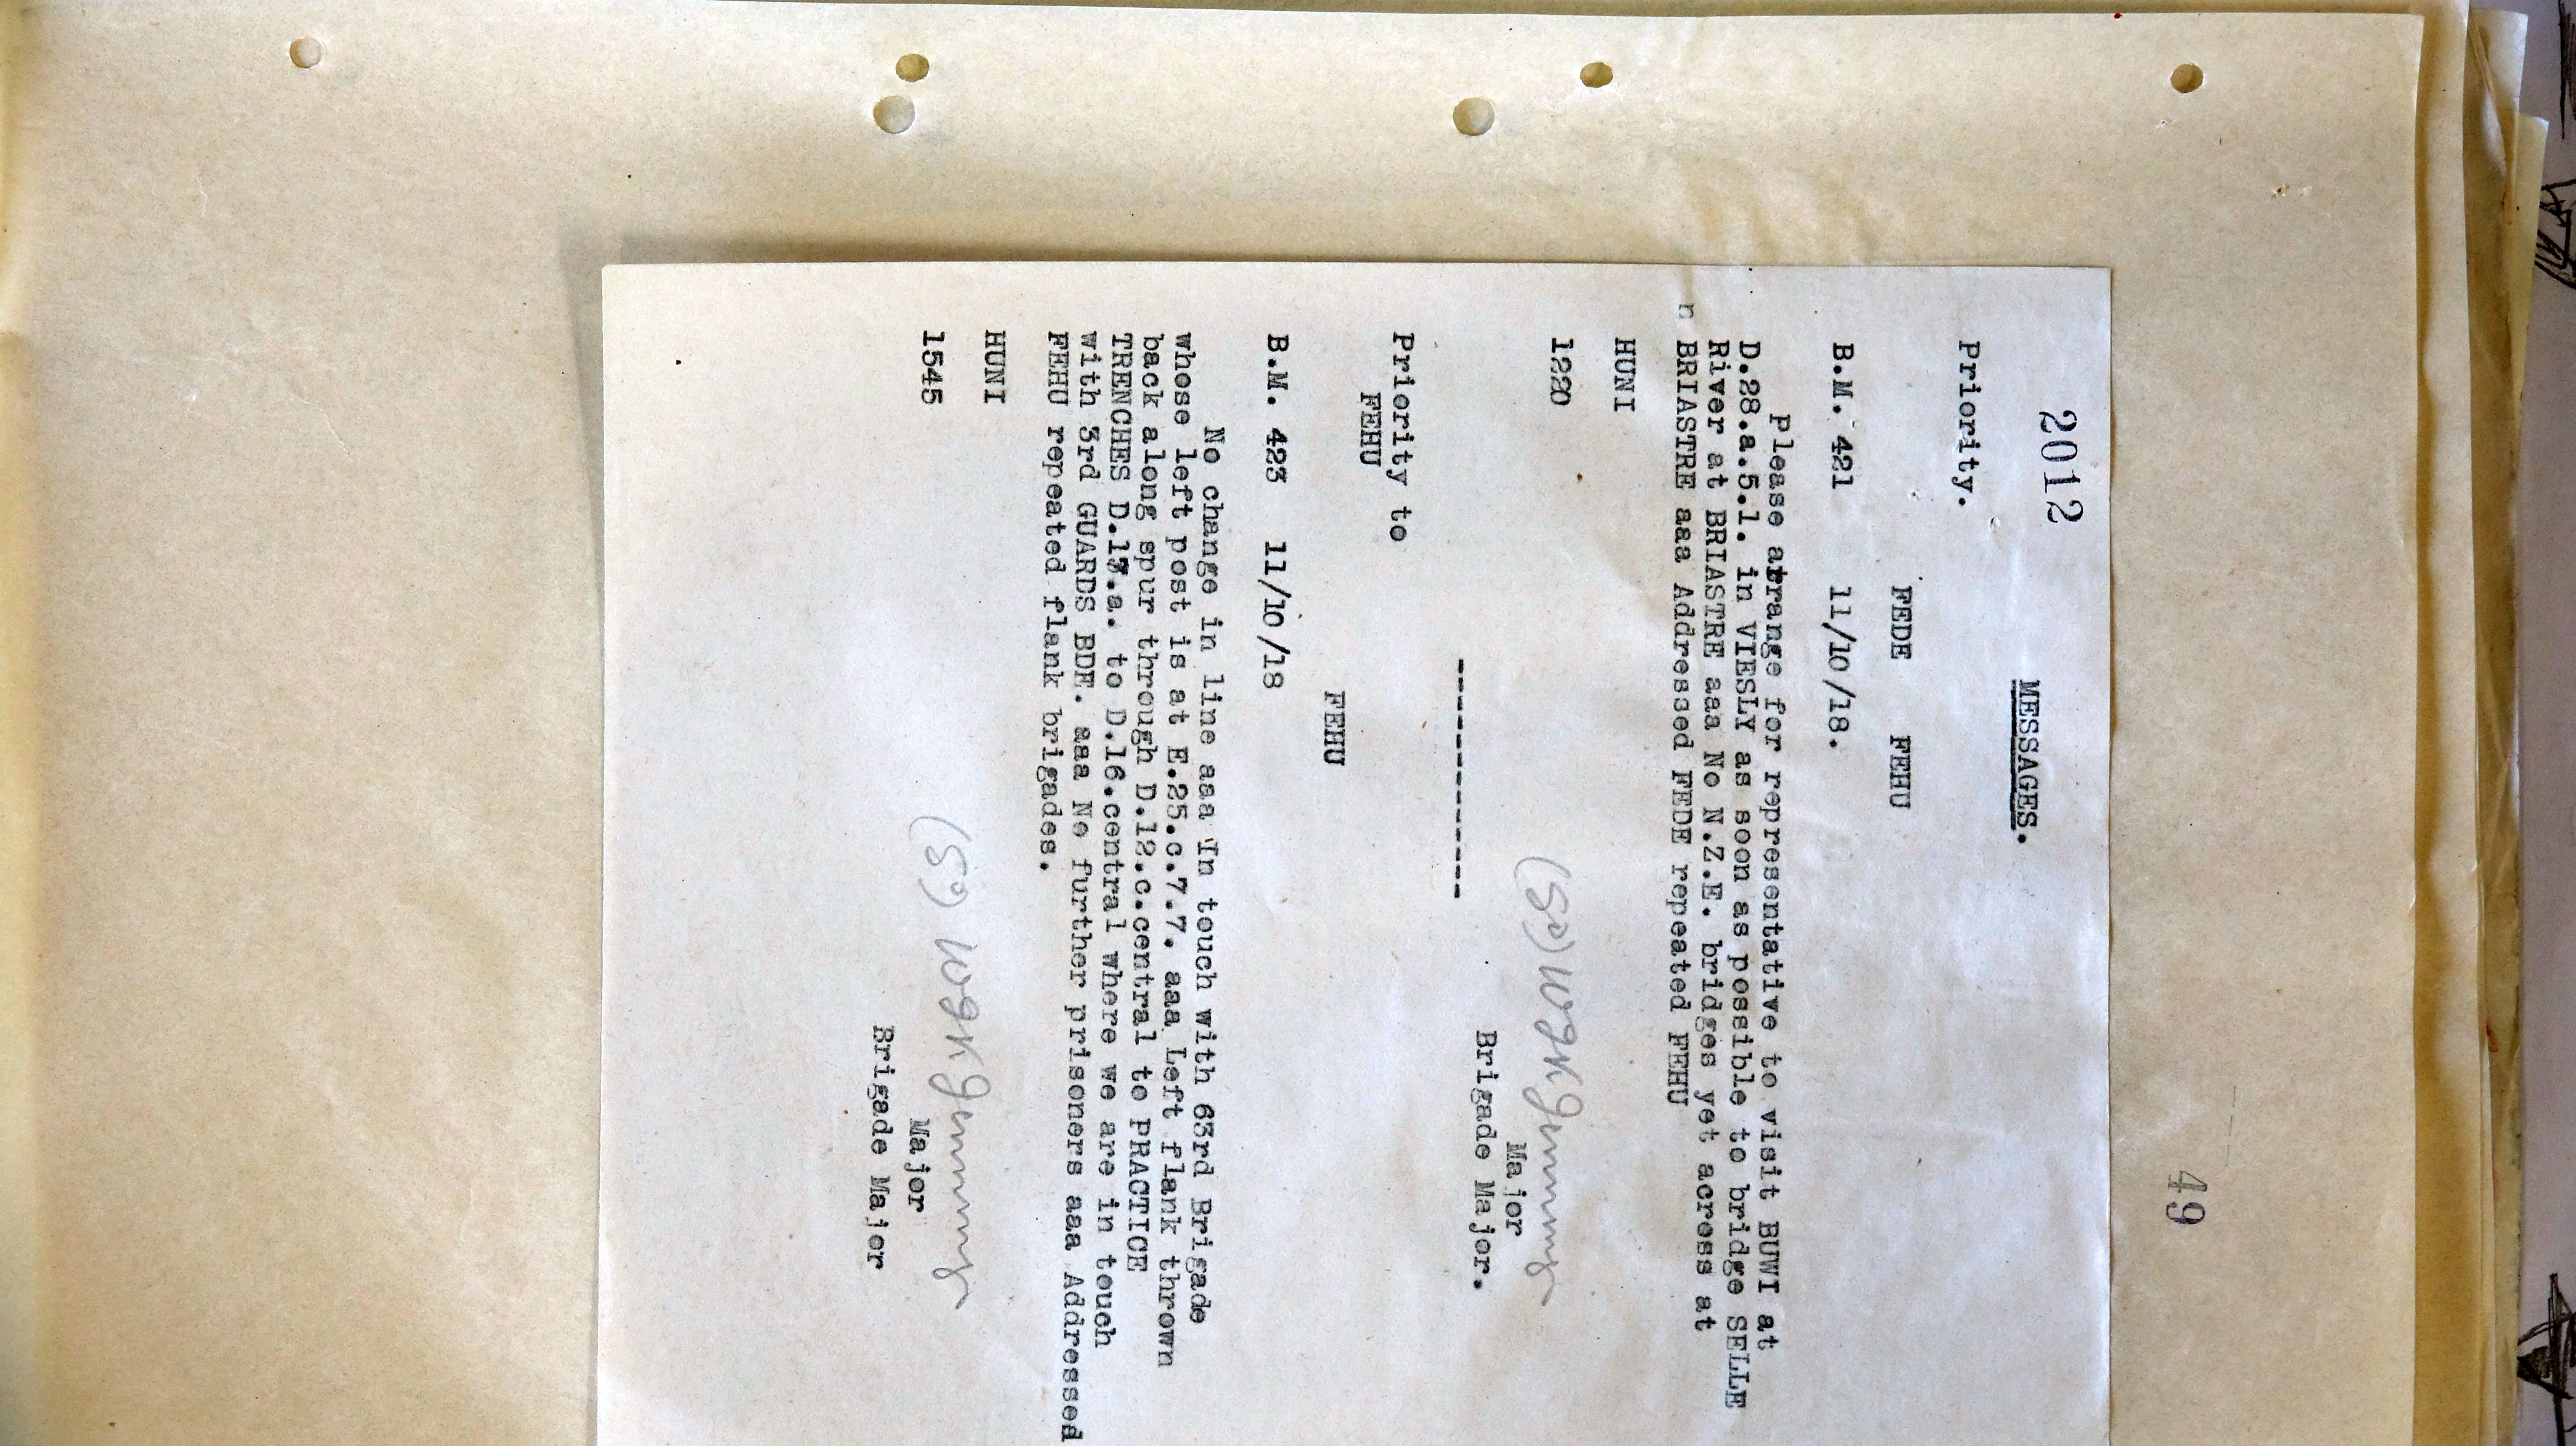 49
2012
MESSAGES.
Priority.
FEDE FEHU
B.M. 421 11/10/18.
Please arrange for representative to visit BUWI at
D.28.a.5.1. in VIESLY as soon as possible to bridge SELLE
River at BRIASTRE aaa No N.Z.E. bridges yet across at
n BRIASTRE aaa Addressed FEDE repeated FEHU
HUNI
1220
(Sd)
Major
Brigade Major.
------------
Priority to
FEHU
FEHU
B.M. 423 11/10/18
No change in line aaa In touch with 63rd Brigade
whose left post is at E.25.c.7.7. aaa Left flank thrown
back along spur through D.12.c.central to PRACTICE
TRENCHES D.17.a. to D.16.central where we are in touch
with 3rd GUARDS BDE. aaa No further prisoners aaa Addressed
FEHU repeated flank brigades.
HUNI
1545
(Sd)
Major
Brigade Major